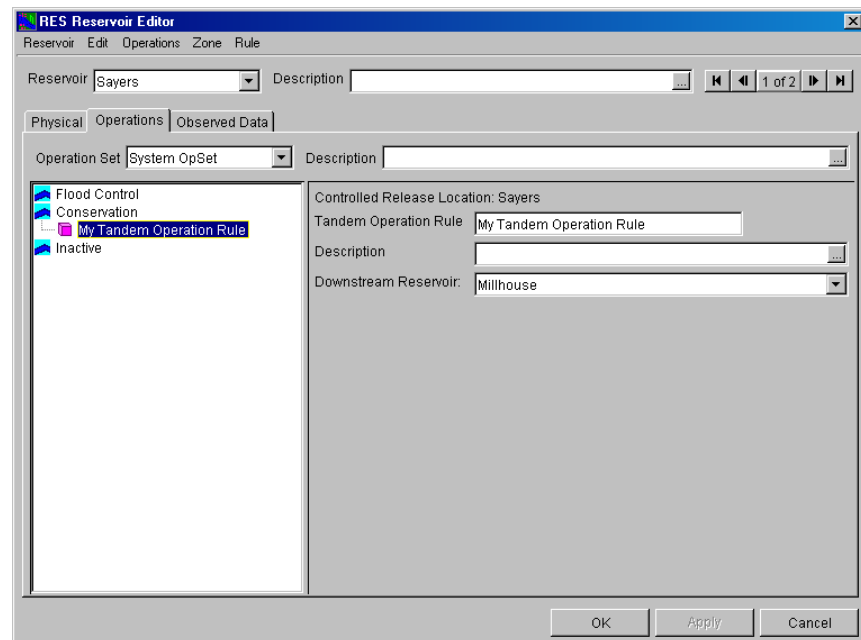 RES Reservoir Editor
Reservoir Edit Operations Zone Rule
Reservoir Sayers Description ... 1 of 2
Physical Operations Observed Data
Operation Set System OpSet Description ...
Flood Control
Conservation
My Tandem Operation Rule
Inactive
Controlled Release Location: Sayers
Tandem Operation Rule My Tandem Operation Rule
Description ...
Downstream Reservoir: Millhouse
OK Apply Cancel